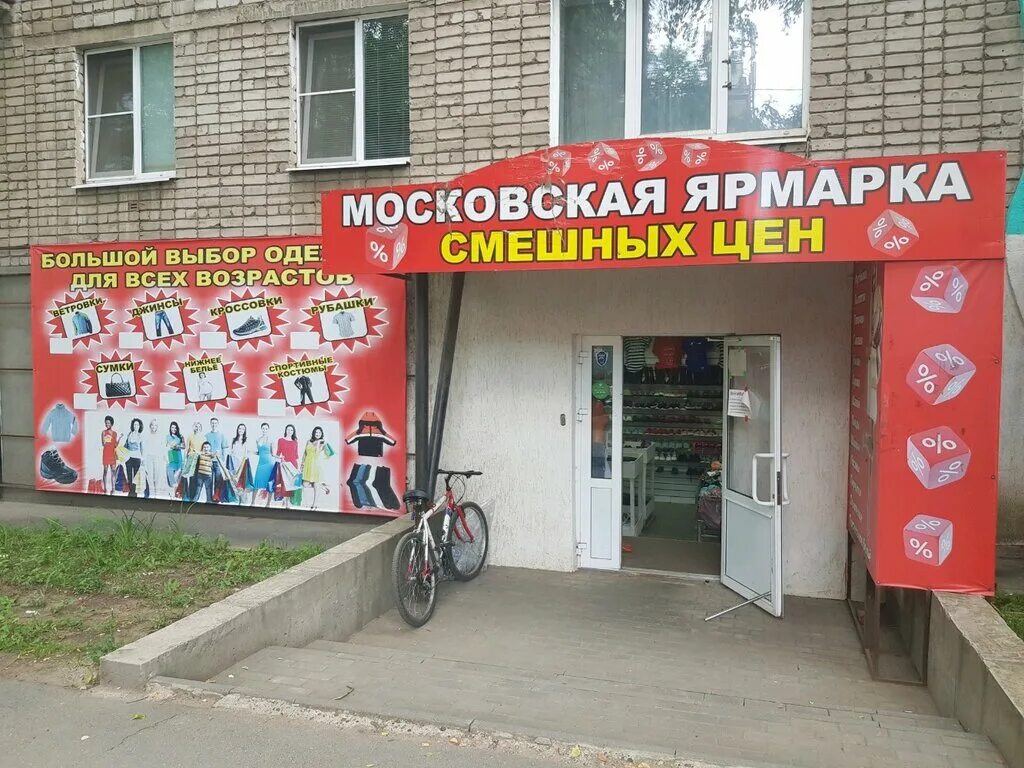 МОСКОВСКАЯ ЯРМАРКА
СМЕШНЫХ ЦЕН
БОЛЬШОЙ ВЫБОР ОДЕ
ДЛЯ ВСЕХ ВОЗРАСТОВ
ВЕТРОВКИ
ДЖИНСЫ
КРОССОВКИ
РУБАШКИ
СУМКИ
НИЖНЕЕ
БЕЛЬЕ
СПОРТИВНЫЕ
КОСТЮМЫ